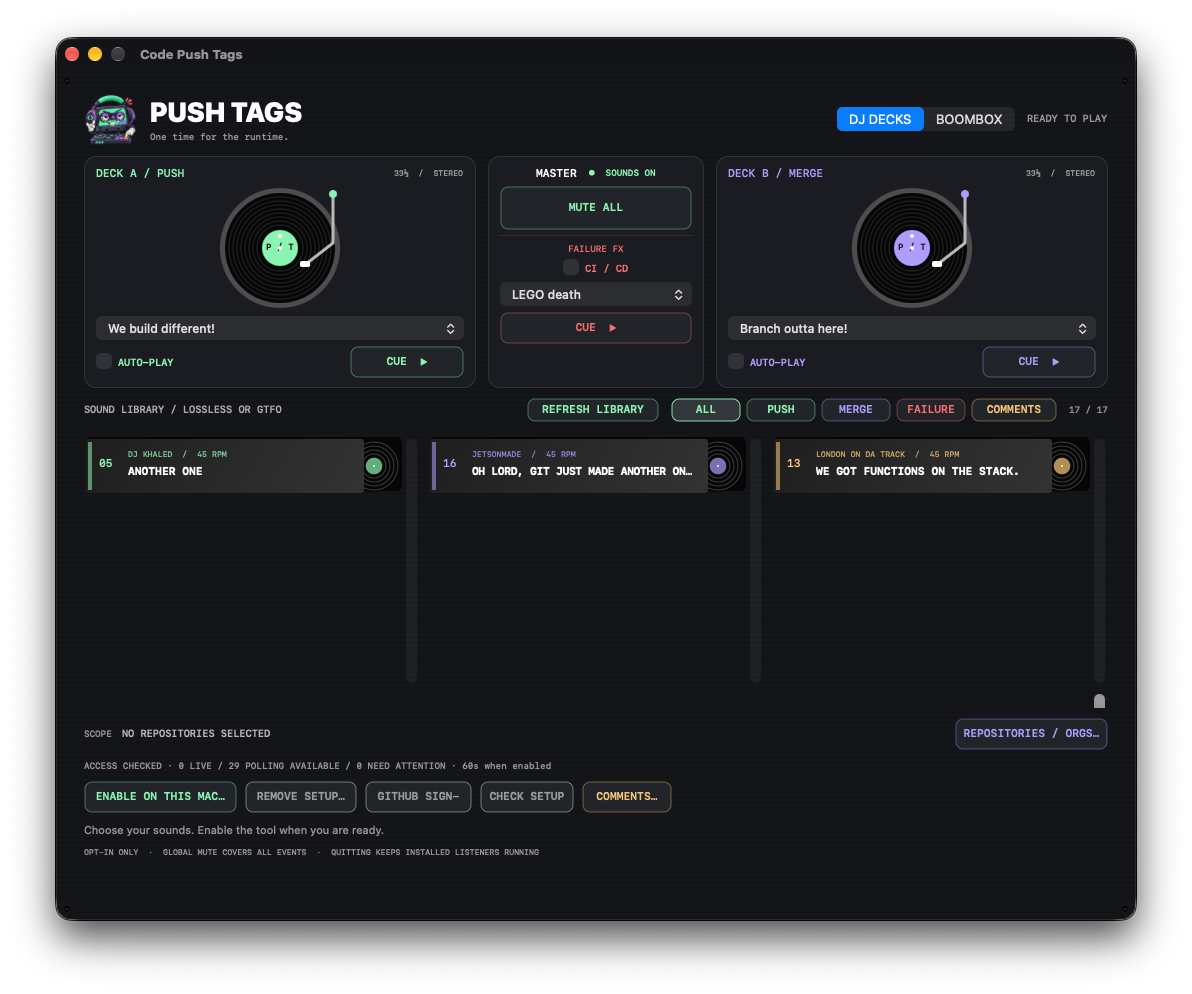 Code Push Tags
PUSH TAGS
One time for the runtime.
DJ DECKS
BOOMBOX
READY TO PLAY
DECK A / PUSH
33⅓ / STEREO
P / T
We build different!
AUTO-PLAY
CUE
MASTER
SOUNDS ON
MUTE ALL
FAILURE FX
CI / CD
LEGO death
CUE
DECK B / MERGE
33⅓ / STEREO
P / T
Branch outta here!
AUTO-PLAY
CUE
SOUND LIBRARY / LOSSLESS OR GTFO
REFRESH LIBRARY
ALL
PUSH
MERGE
FAILURE
COMMENTS
17 / 17
05
DJ KHALED / 45 RPM
ANOTHER ONE
16
JETSONMADE / 45 RPM
OH LORD, GIT JUST MADE ANOTHER ON…
13
LONDON ON DA TRACK / 45 RPM
WE GOT FUNCTIONS ON THE STACK.
SCOPE NO REPOSITORIES SELECTED
REPOSITORIES / ORGS…
ACCESS CHECKED · 0 LIVE / 29 POLLING AVAILABLE / 0 NEED ATTENTION · 60s when enabled
ENABLE ON THIS MAC…
REMOVE SETUP…
GITHUB SIGN-
CHECK SETUP
COMMENTS…
Choose your sounds. Enable the tool when you are ready.
OPT-IN ONLY · GLOBAL MUTE COVERS ALL EVENTS · QUITTING KEEPS INSTALLED LISTENERS RUNNING